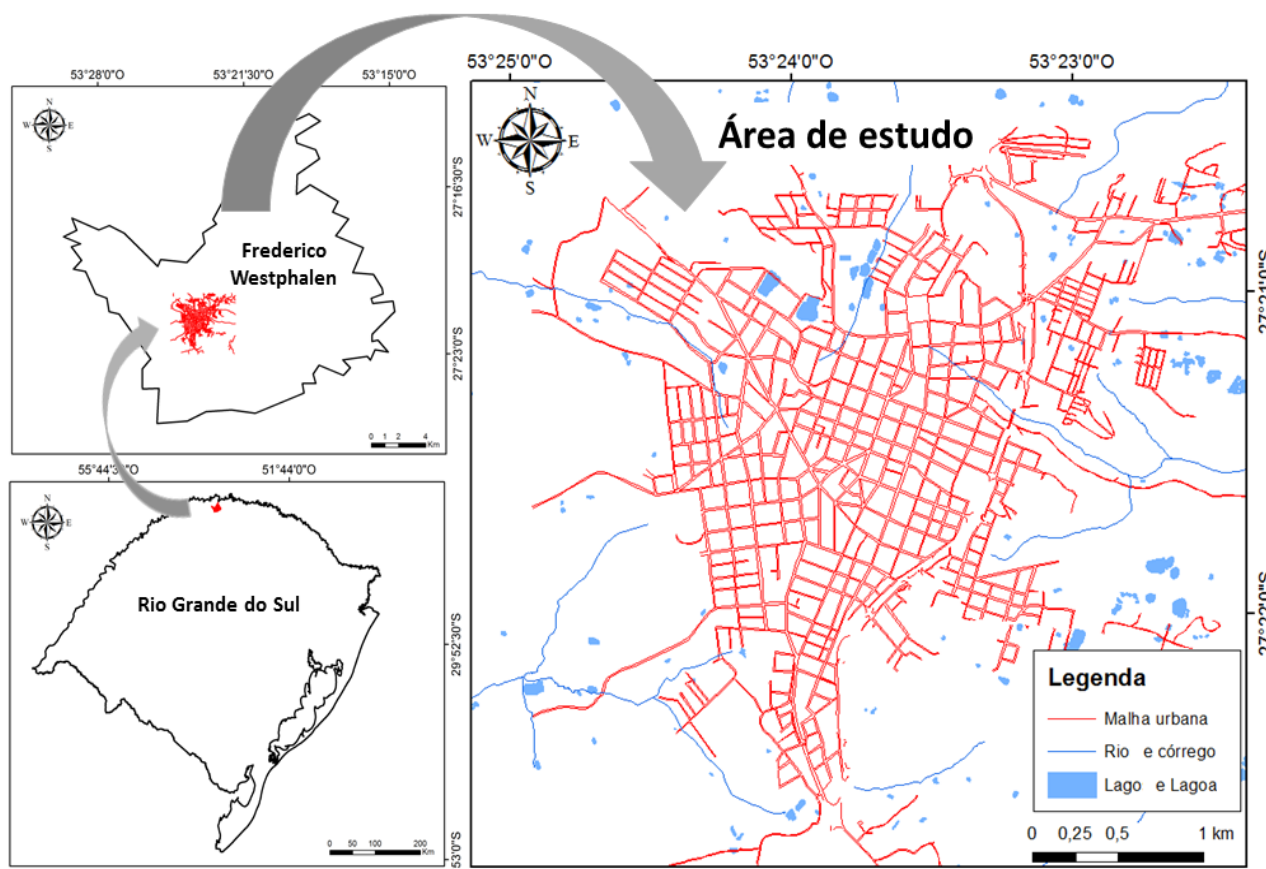 53°28'0"O
53°21'30"O
53°15'0"O
N
W
E
S
27°16'30"S
27°23'0"S
Frederico
Westphalen
0 1 2 4
Km
55°44'3
51°44'0"O
N
W
E
S
Rio Grande do Sul
29°52'30"S
53'0"S
0 50 100 200
Km
53°25'0"O
53°24'0"O
53°23'0"O
N
W
E
S
Área de estudo
27°24'0"S
27°22'0"S
Legenda
Malha urbana
Rio e córrego
Lago e Lagoa
0 0,25 0,5 1 km